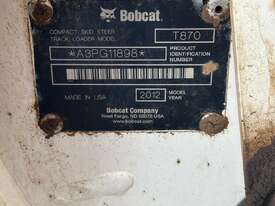 Bobcat
COMPACT SKID STEER
TRACK LOADER MODEL
T870
*A3PG11898*
PRODUCT
IDENTIFICATION
NUMBER
MADE IN USA
2012
MODEL
YEAR
Bobcat Company
West Fargo, ND 58078 USA
www.bobcat.com